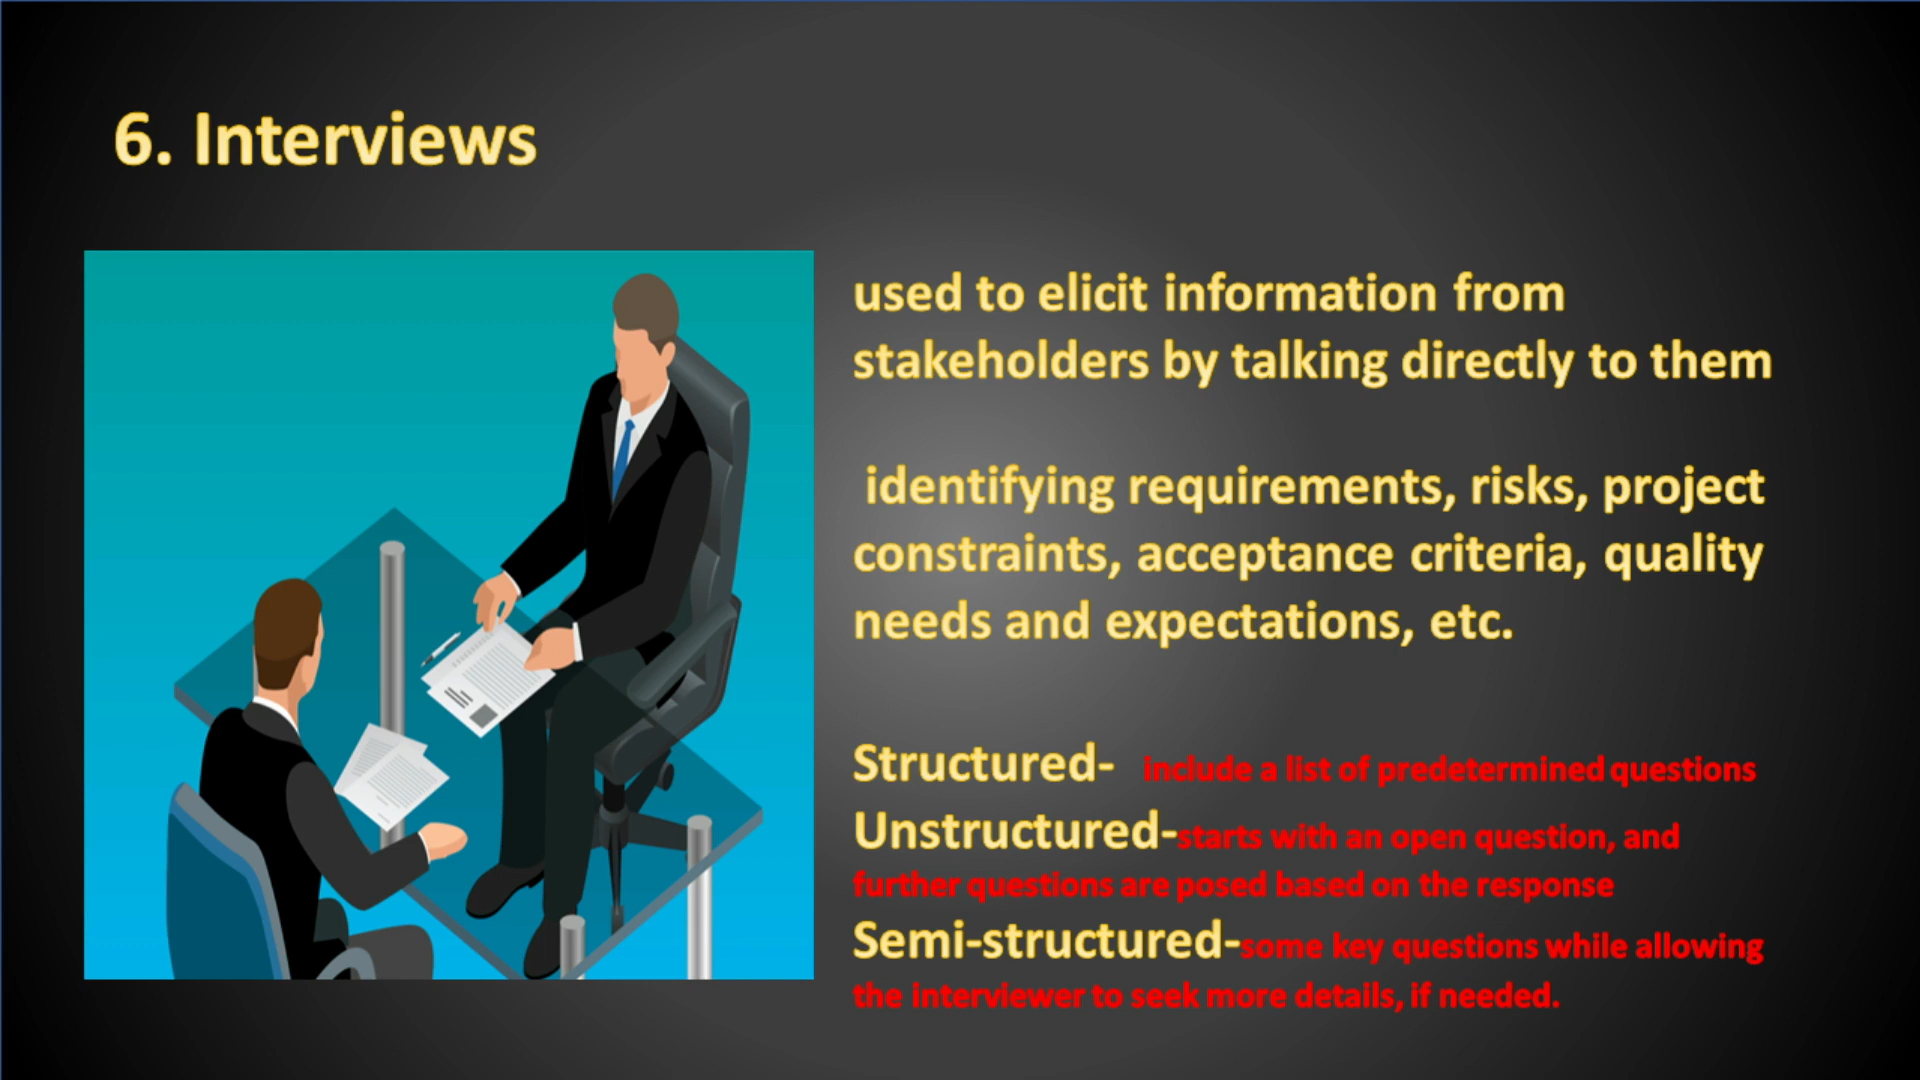 6. Interviews
used to elicit information from
stakeholders by talking directly to them
identifying requirements, risks, project
constraints, acceptance criteria, quality
needs and expectations, etc.
Structured- include a list of predetermined questions
Unstructured-starts with an open question, and
further questions are posed based on the response
Semi-structured-some key questions while allowing
the interviewer to seek more details, if needed.